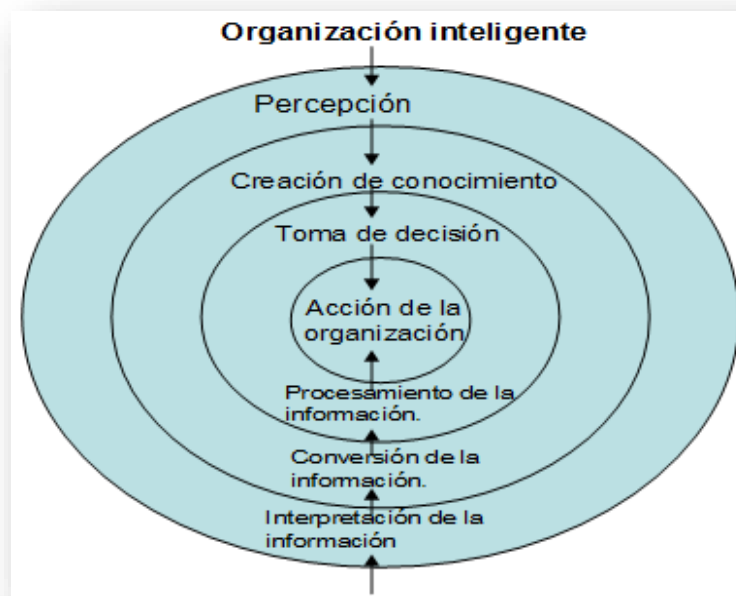 Organización inteligente
Percepción
Creación de conocimiento
Toma de decisión
Acción de la
organización
Procesamiento de la
información.
Conversión de la
información.
Interpretación de la
información